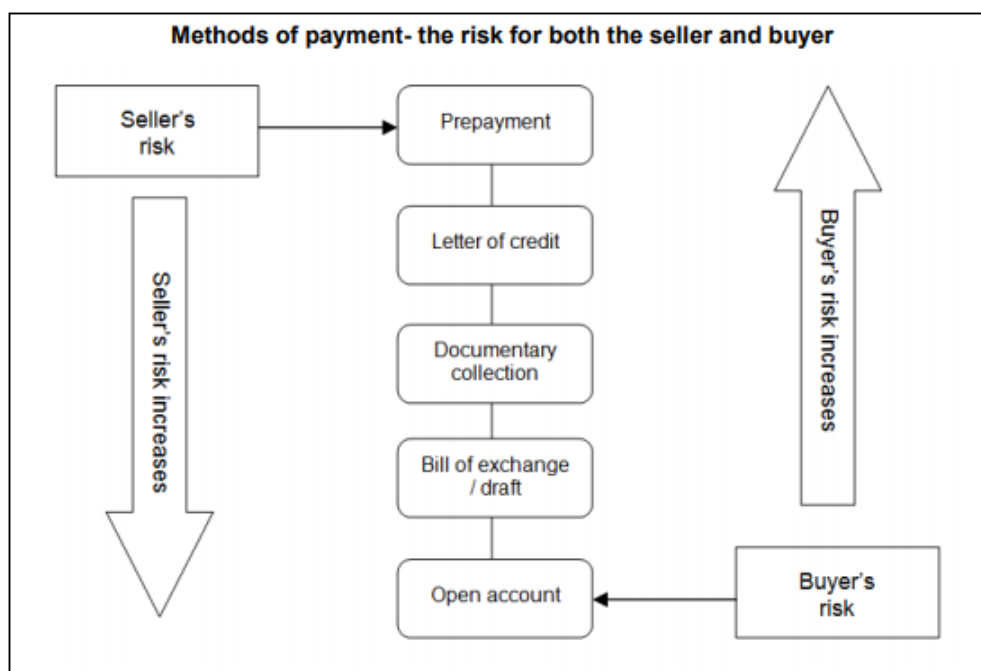 Methods of payment- the risk for both the seller and buyer
Seller's
risk
Prepayment
Letter of credit
Documentary
collection
Bill of exchange
/ draft
Open account
Seller's risk increases
Buyer's risk increases
Buyer's
risk